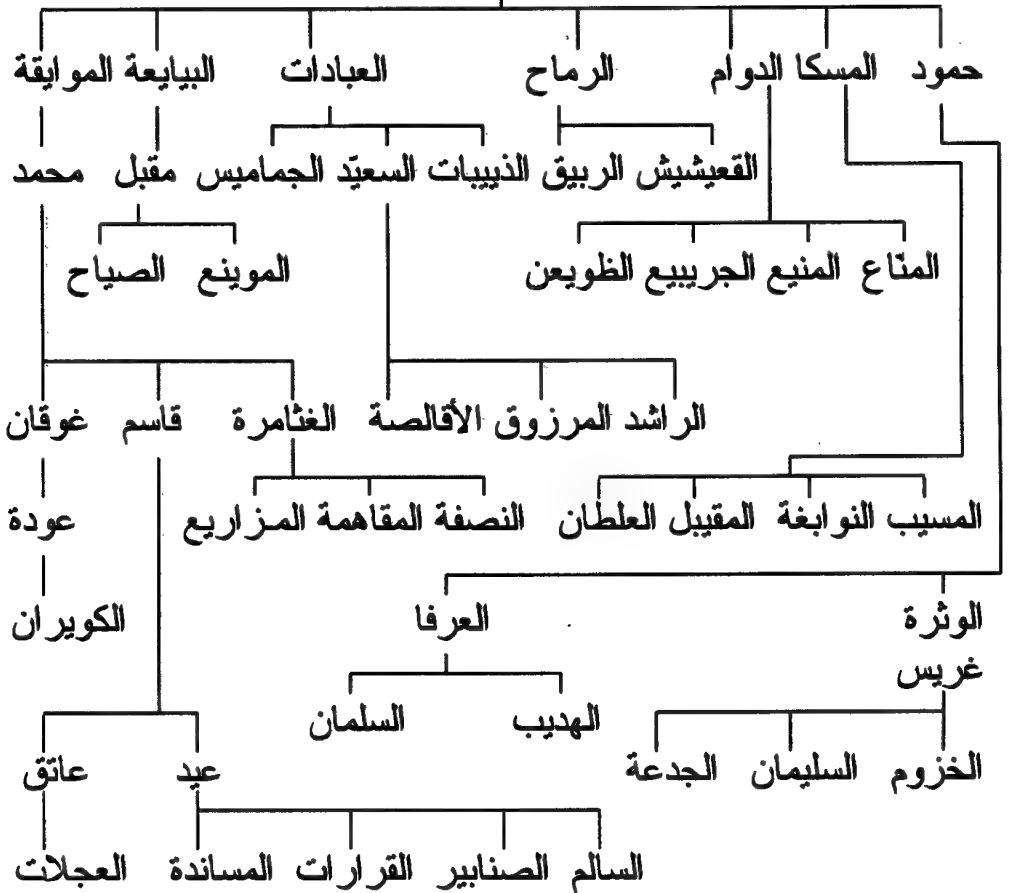 حمود المسكا الدوام الرماح العبادات البيايعة الموايقة
القعيشيش الربيق الذييبات السعيّد الجماميس مقبل محمد
المنّاع المنيع الجريبيع الظويعن الموينع الصياح
الراشد المرزوق الأقالصة الغثامرة قاسم غوقان
المسيب النوابغة المقيبل العلطان النصفة المقاهمة المزاريع عودة
الوثرة العرفا الكويران
غريس
الهديب السلمان
الخزوم السليمان الجدعة عيد عاتق
السالم الصنابير القرارات المساندة العجلات